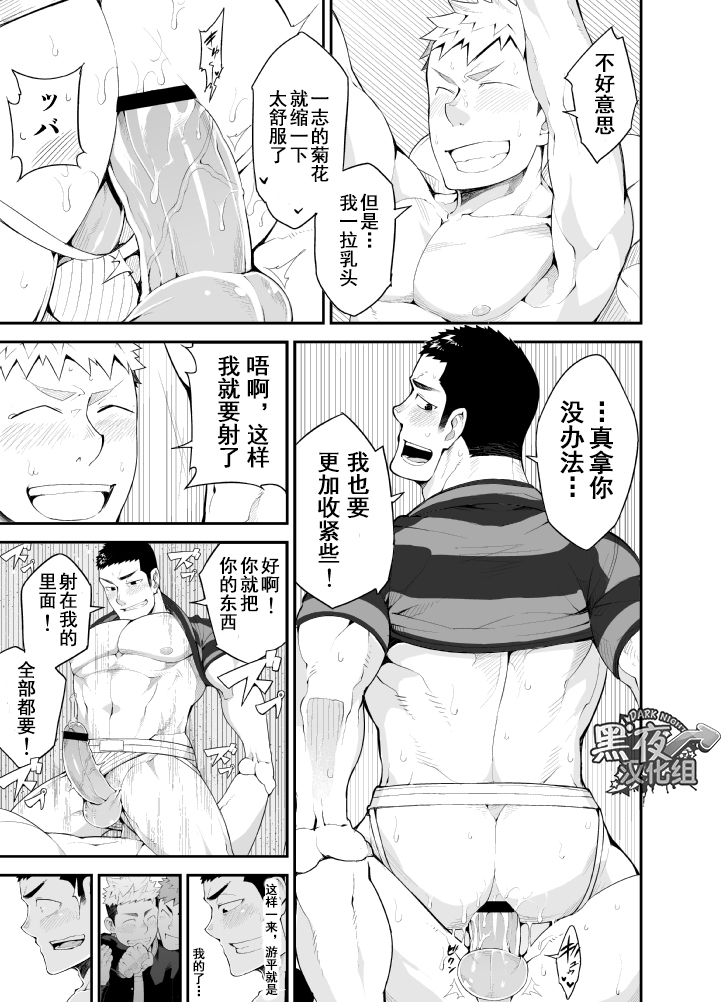 不好意思
但是…
我一拉乳头
一志的菊花
就缩一下
太舒服了
ッバ
…真拿你
没办法…
我也要
更加收紧些！
唔啊，这样
我就要射了
好啊！
你就把
你的东西
射在我的
里面！
全部都要！
这样一来，游平就是
我的了…
DARK NIGHT
黑夜
汉化组